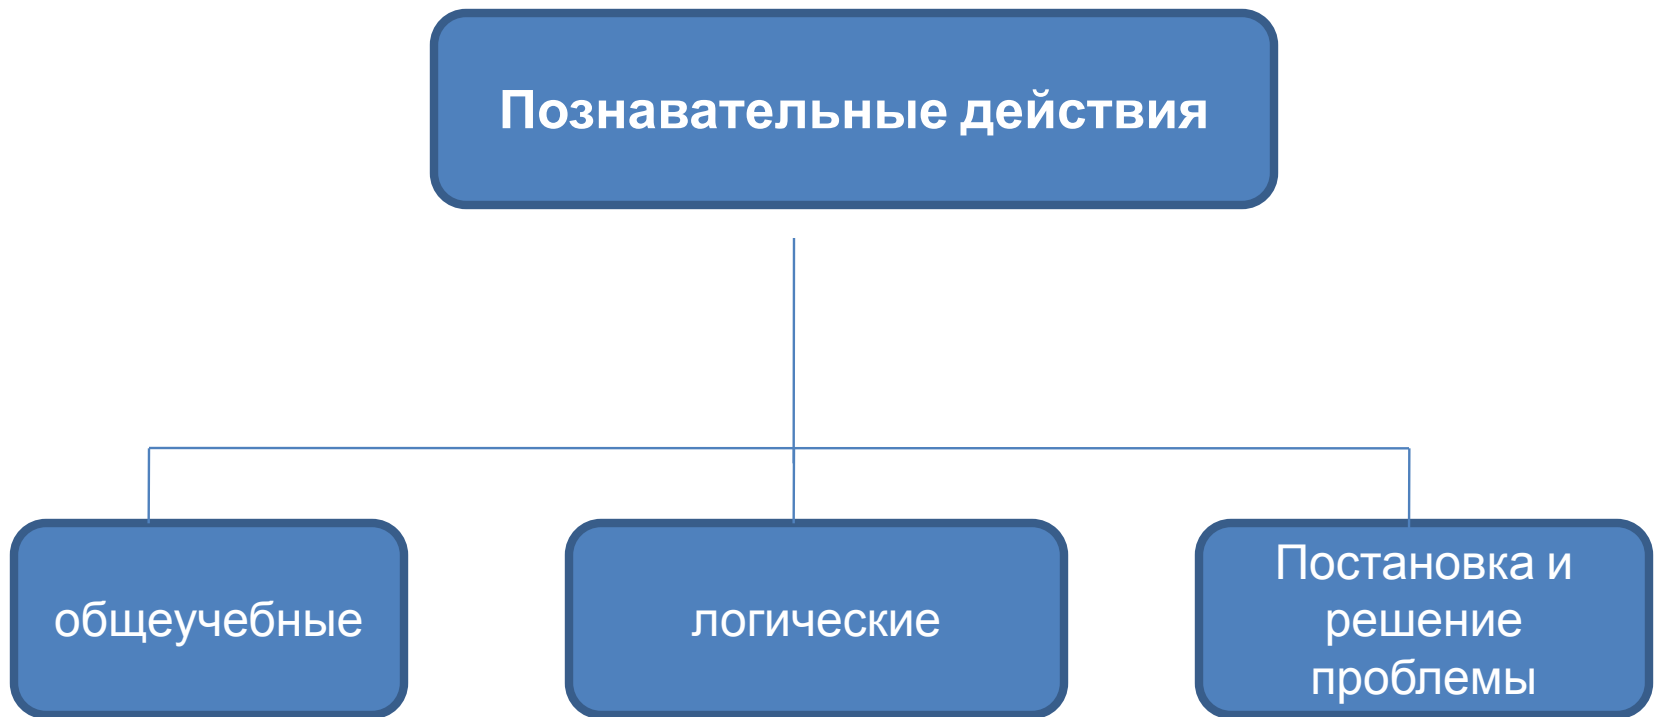 Познавательные действия
общеучебные
логические
Постановка и
решение
проблемы